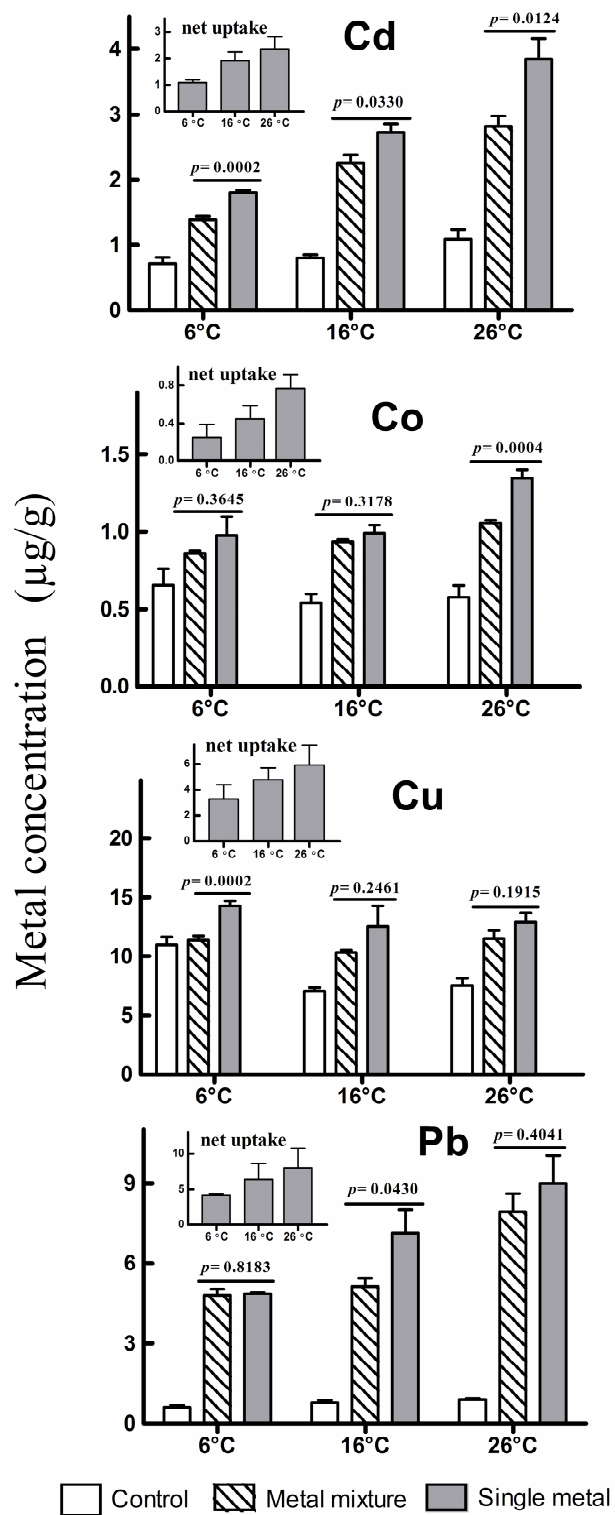 Metal concentration (µg/g)
Cd
net uptake
3
2
1
0
6 °C 16 °C 26 °C
4
3
2
1
0
p= 0.0002
p= 0.0330
p= 0.0124
6°C 16°C 26°C
Co
net uptake
0.8
0.4
0.0
6 °C 16 °C 26 °C
1.5
1.0
0.5
0.0
p= 0.3645
p= 0.3178
p= 0.0004
6°C 16°C 26°C
Cu
net uptake
6
4
2
0
6 °C 16 °C 26 °C
20
15
10
5
0
p= 0.0002
p= 0.2461
p= 0.1915
6°C 16°C 26°C
Pb
net uptake
10
5
0
6 °C 16 °C 26 °C
9
6
3
0
p= 0.8183
p= 0.0430
p= 0.4041
6°C 16°C 26°C
Control Metal mixture Single metal